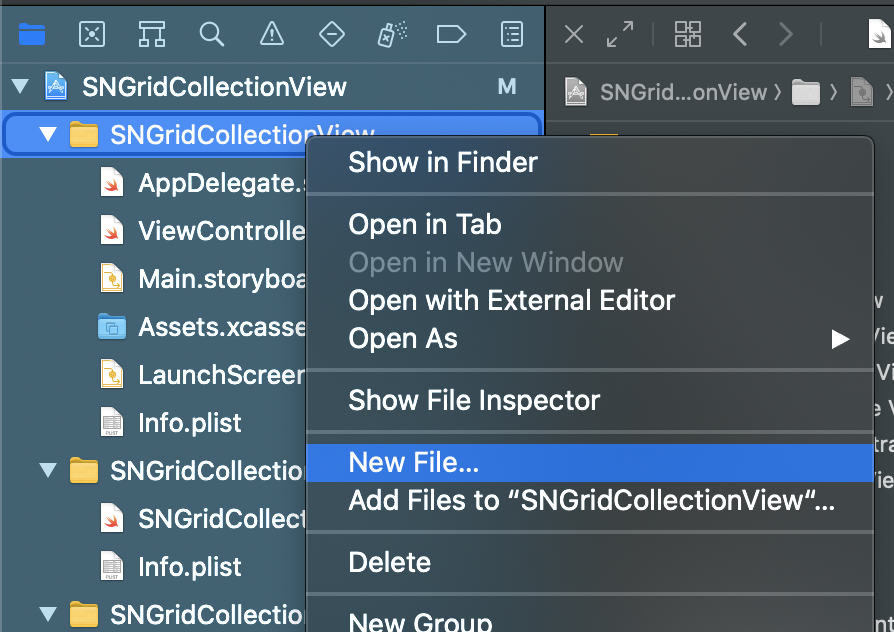 SNGridCollectionView M
SNGrid...onView
SNGridCollectionView
Show in Finder
AppDelegate.
Open in Tab
ViewControlle
Open in New Window
Main.storyboa
Open with External Editor
Assets.xcasse
Open As
LaunchScreen
Show File Inspector
Info.plist
New File...
SNGridCollectio
Add Files to “SNGridCollectionView“...
SNGridCollect
Info.plist
Delete
SNGridCollectio
New Group